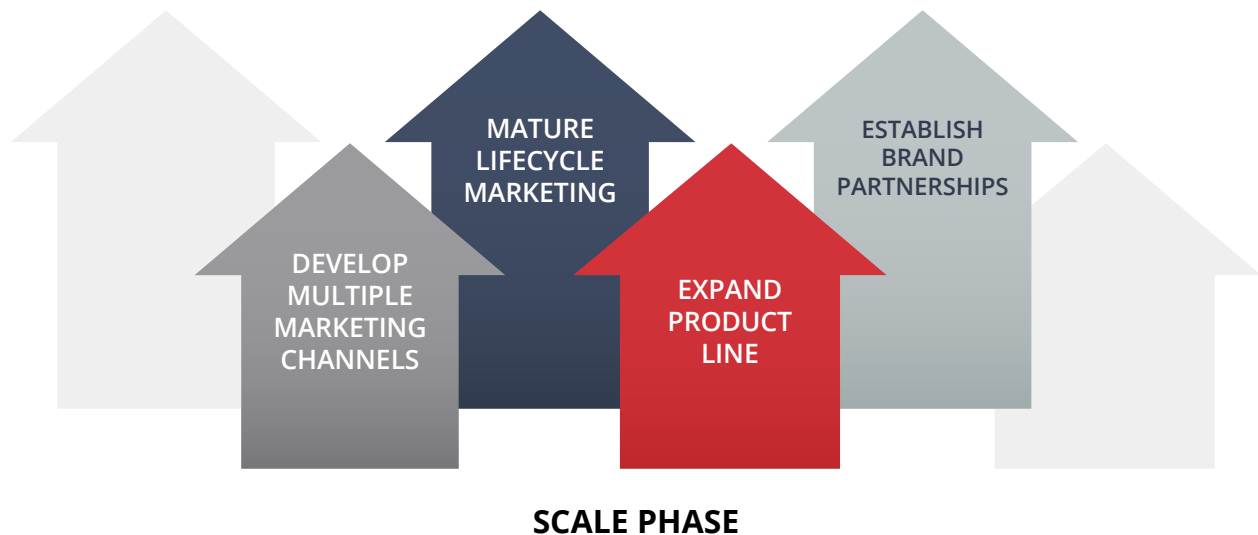 DEVELOP
MULTIPLE
MARKETING
CHANNELS
MATURE
LIFECYCLE
MARKETING
EXPAND
PRODUCT
LINE
ESTABLISH
BRAND
PARTNERSHIPS
SCALE PHASE